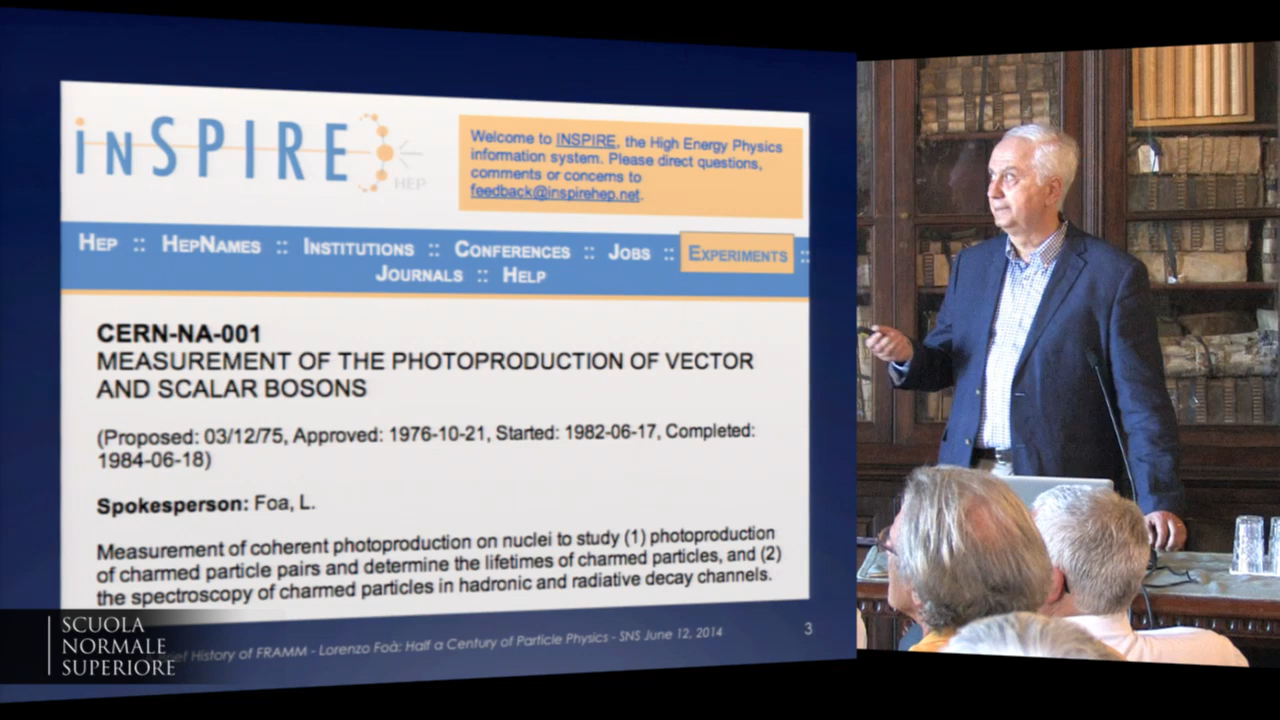 inSPIRE
HEP
Welcome to INSPIRE, the High Energy Physics
information system. Please direct questions,
comments or concerns to
feedback@inspirehep.net.
HEP :: HEPNAMES :: INSTITUTIONS :: CONFERENCES :: JOBS :: EXPERIMENTS ::
JOURNALS :: HELP
CERN-NA-001
MEASUREMENT OF THE PHOTOPRODUCTION OF VECTOR
AND SCALAR BOSONS
(Proposed: 03/12/75, Approved: 1976-10-21, Started: 1982-06-17, Completed:
1984-06-18)
Spokesperson: Foa, L.
Measurement of coherent photoproduction on nuclei to study (1) photoproduction
of charmed particle pairs and determine the lifetimes of charmed particles, and (2)
the spectroscopy of charmed particles in hadronic and radiative decay channels.
History of FRAMM - Lorenzo Foà: Half a Century of Particle Physics - SNS June 12, 2014
3
SCUOLA
NORMALE
SUPERIORE